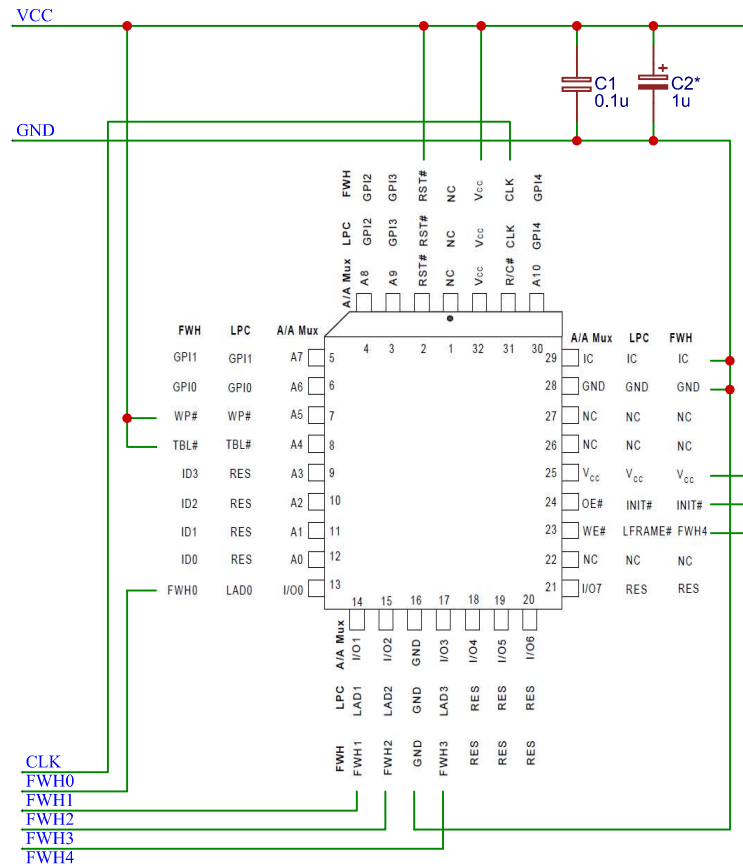 VCC
C1
0.1u
+
C2*
1u
GND
FWH GPI2 GPI3 RST# NC Vcc CLK GPI4
LPC GPI2 GPI3 RST# NC Vcc CLK GPI4
A/A Mux A8 A9 RST# NC Vcc R/C# A10
4 3 2 1 32 31 30
FWH LPC A/A Mux
GPI1 GPI1 A7 5
GPI0 GPI0 A6 6
WP# WP# A5 7
TBL# TBL# A4 8
ID3 RES A3 9
ID2 RES A2 10
ID1 RES A1 11
ID0 RES A0 12
FWH0 LAD0 I/O0 13
A/A Mux LPC FWH
29 IC IC IC
28 GND GND GND
27 NC NC NC
26 NC NC NC
25 VCC VCC VCC
24 OE# INIT# INIT#
23 WE# LFRAME# FWH4
22 NC NC NC
21 I/O7 RES RES
14 15 16 17 18 19 20
A/A Mux I/O1 I/O2 GND I/O3 I/O4 I/O5 I/O6
LPC LAD1 LAD2 GND LAD3 RES RES RES
FWH FWH1 FWH2 GND FWH3 RES RES RES
CLK
FWH0
FWH1
FWH2
FWH3
FWH4